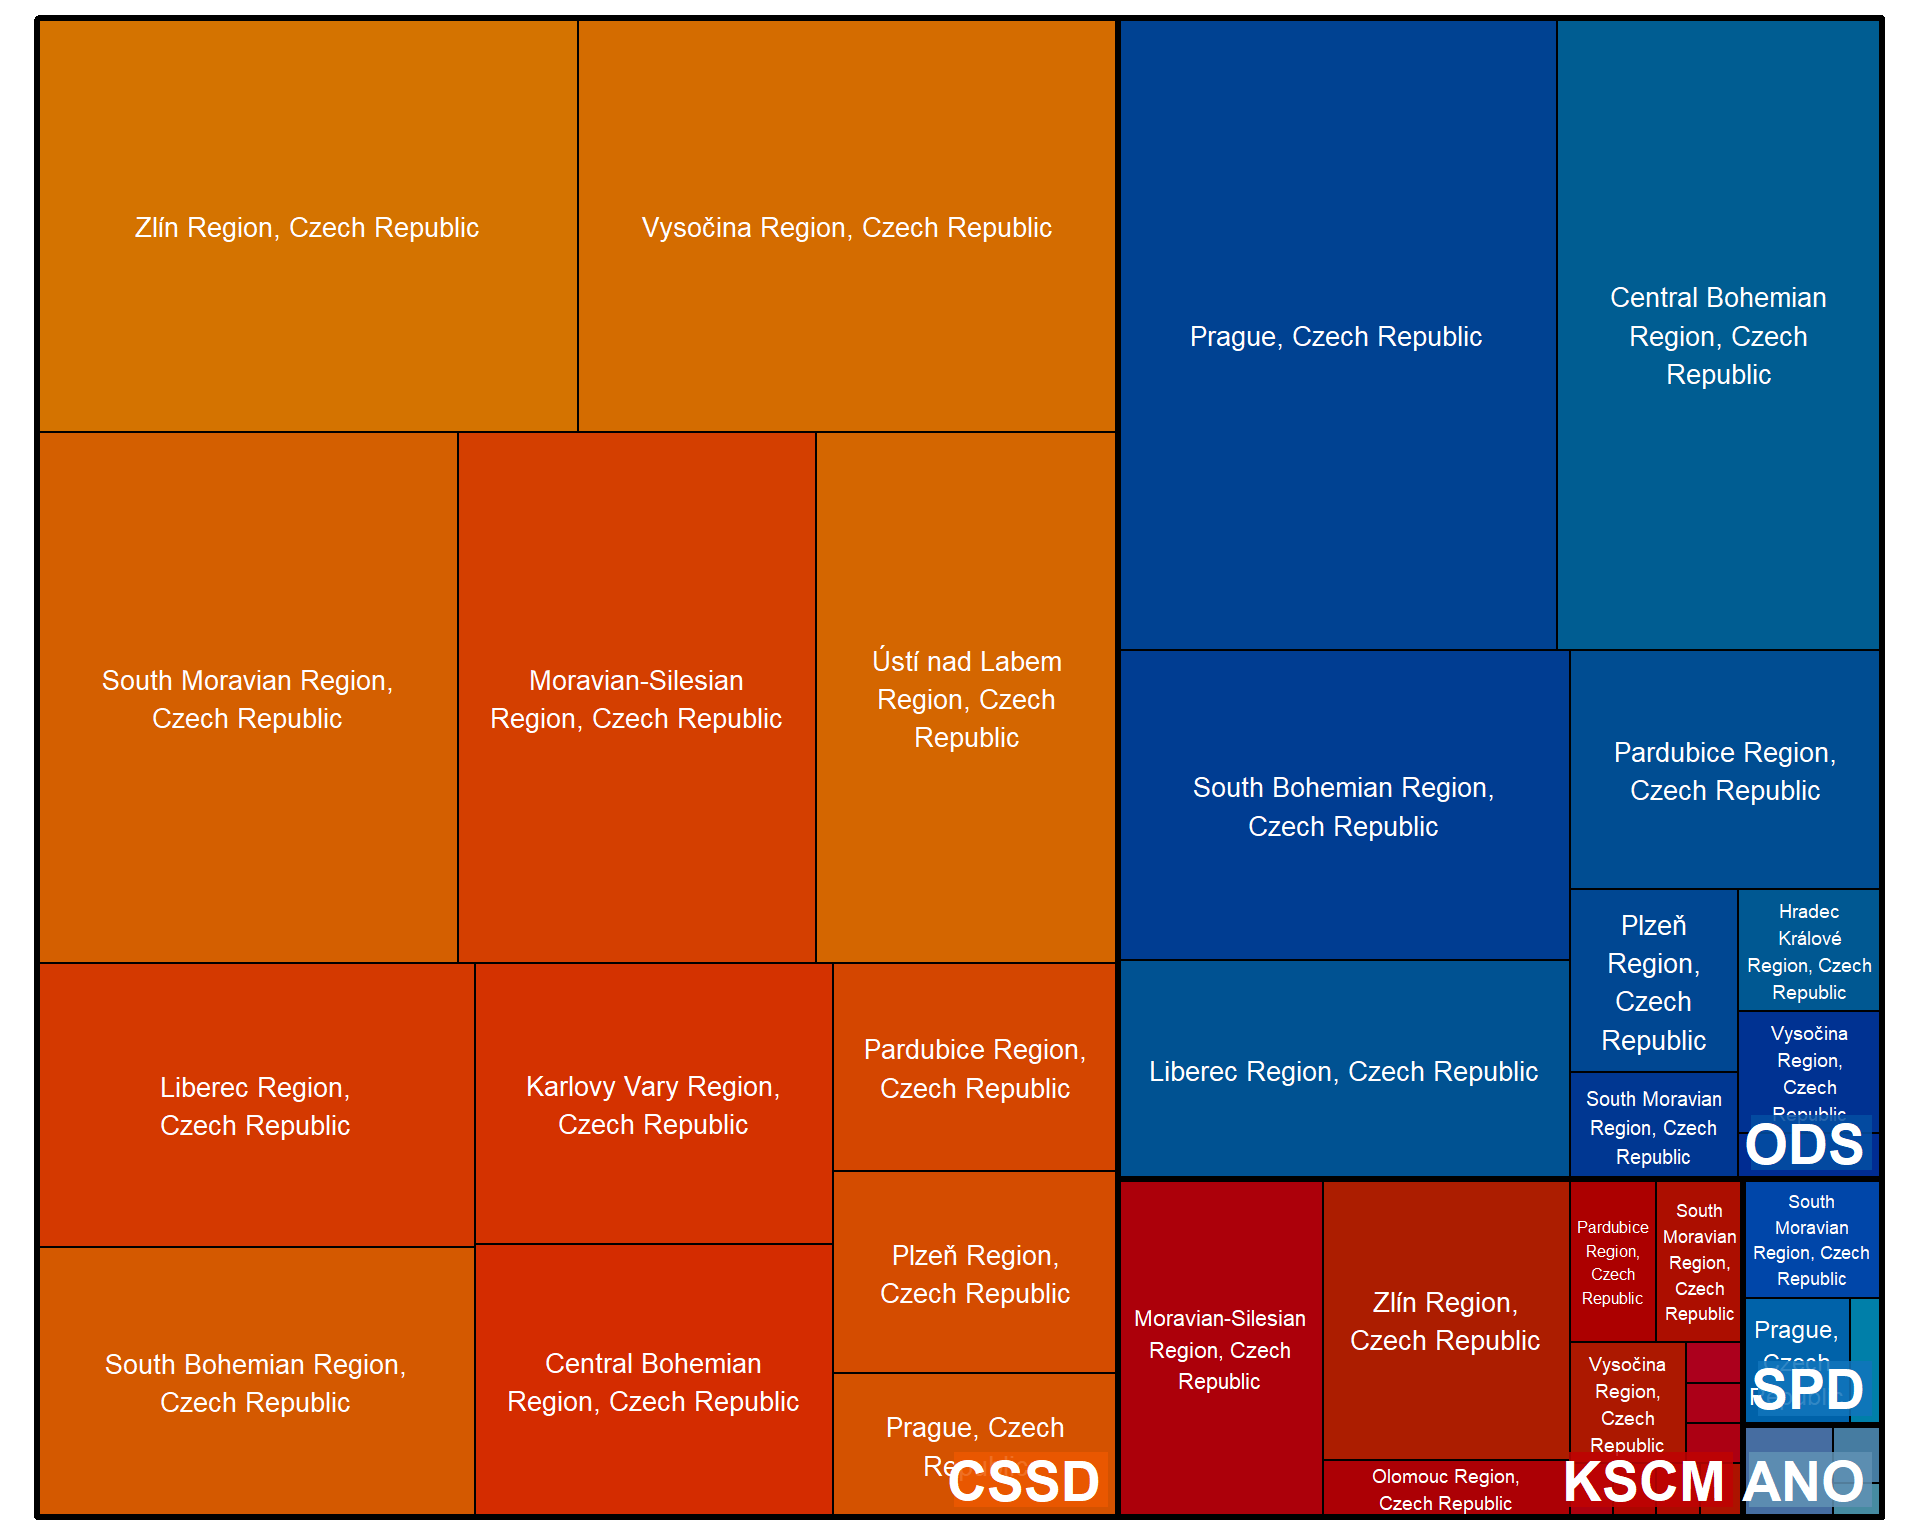 Zlín Region, Czech Republic
Vysočina Region, Czech Republic
South Moravian Region,
Czech Republic
Moravian-Silesian
Region, Czech Republic
Ústí nad Labem
Region, Czech
Republic
Liberec Region,
Czech Republic
Karlovy Vary Region,
Czech Republic
Pardubice Region,
Czech Republic
Plzeň Region,
Czech Republic
South Bohemian Region,
Czech Republic
Central Bohemian
Region, Czech Republic
Prague, Czech
Republic
CSSD
Prague, Czech Republic
Central Bohemian
Region, Czech
Republic
South Bohemian Region,
Czech Republic
Pardubice Region,
Czech Republic
Plzeň
Region,
Czech
Republic
Hradec
Králové
Region, Czech
Republic
Liberec Region, Czech Republic
South Moravian
Region, Czech
Republic
Vysočina
Region,
Czech
Republic
ODS
Moravian-Silesian
Region, Czech
Republic
Zlín Region,
Czech Republic
Pardubice
Region,
Czech
Republic
South
Moravian
Region,
Czech
Republic
Vysočina
Region,
Czech
Republic
Olomouc Region,
Czech Republic
KSCM
South
Moravian
Region, Czech
Republic
Prague,
Czech
Republic
SPD
ANO